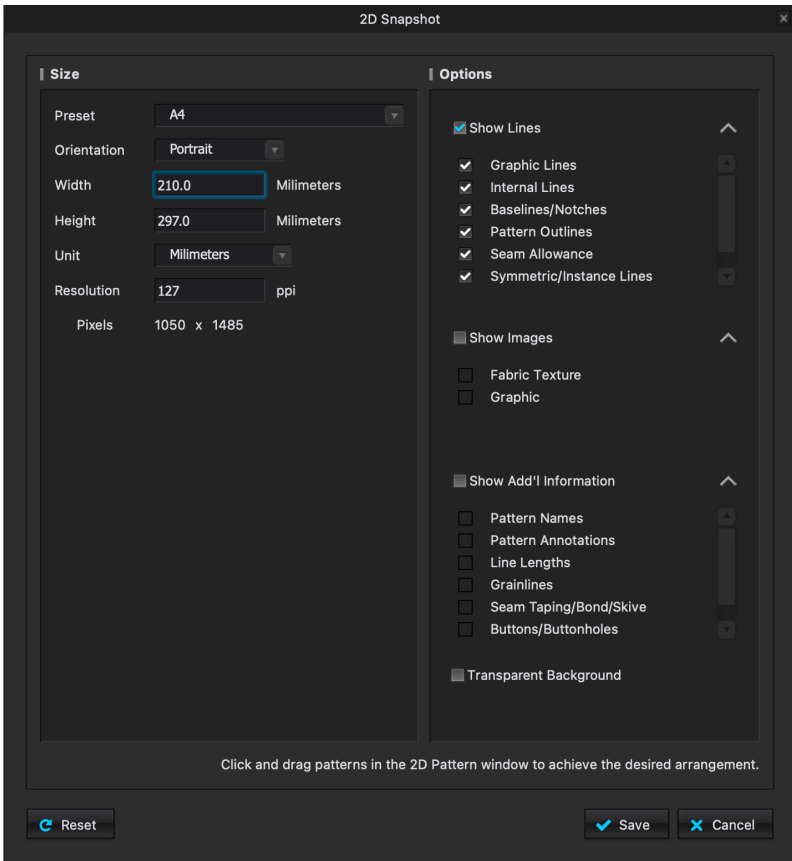 2D Snapshot
Size
Preset A4
Orientation Portrait
Width 210.0 Milimeters
Height 297.0 Milimeters
Unit Milimeters
Resolution 127 ppi
Pixels 1050 x 1485
Options
Show Lines
Graphic Lines
Internal Lines
Baselines/Notches
Pattern Outlines
Seam Allowance
Symmetric/Instance Lines
Show Images
Fabric Texture
Graphic
Show Add'l Information
Pattern Names
Pattern Annotations
Line Lengths
Grainlines
Seam Taping/Bond/Skive
Buttons/Buttonholes
Transparent Background
Click and drag patterns in the 2D Pattern window to achieve the desired arrangement.
Reset Save Cancel